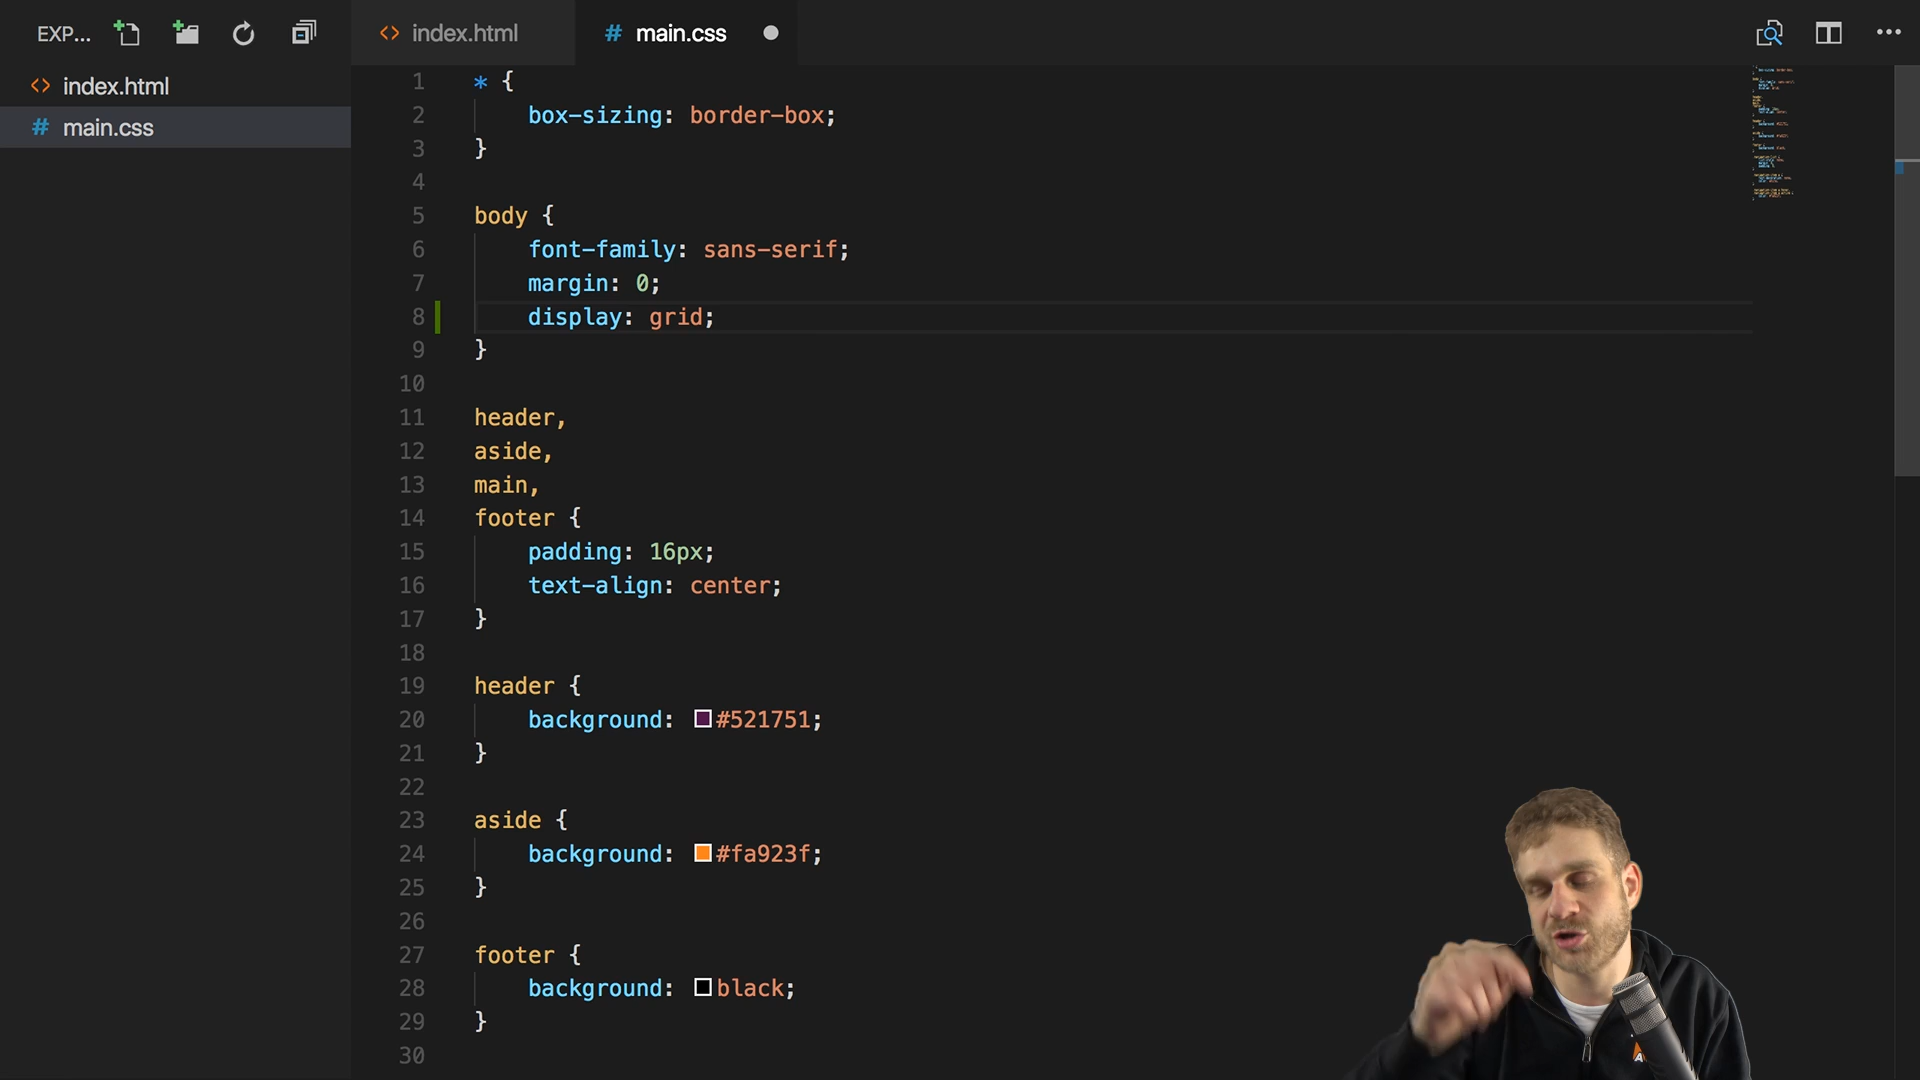 EXP...
index.html
main.css
index.html
main.css
1 * {
2 box-sizing: border-box;
3 }
4
5 body {
6 font-family: sans-serif;
7 margin: 0;
8 display: grid;
9 }
10
11 header,
12 aside,
13 main,
14 footer {
15 padding: 16px;
16 text-align: center;
17 }
18
19 header {
20 background: #521751;
21 }
22
23 aside {
24 background: #fa923f;
25 }
26
27 footer {
28 background: black;
29 }
30